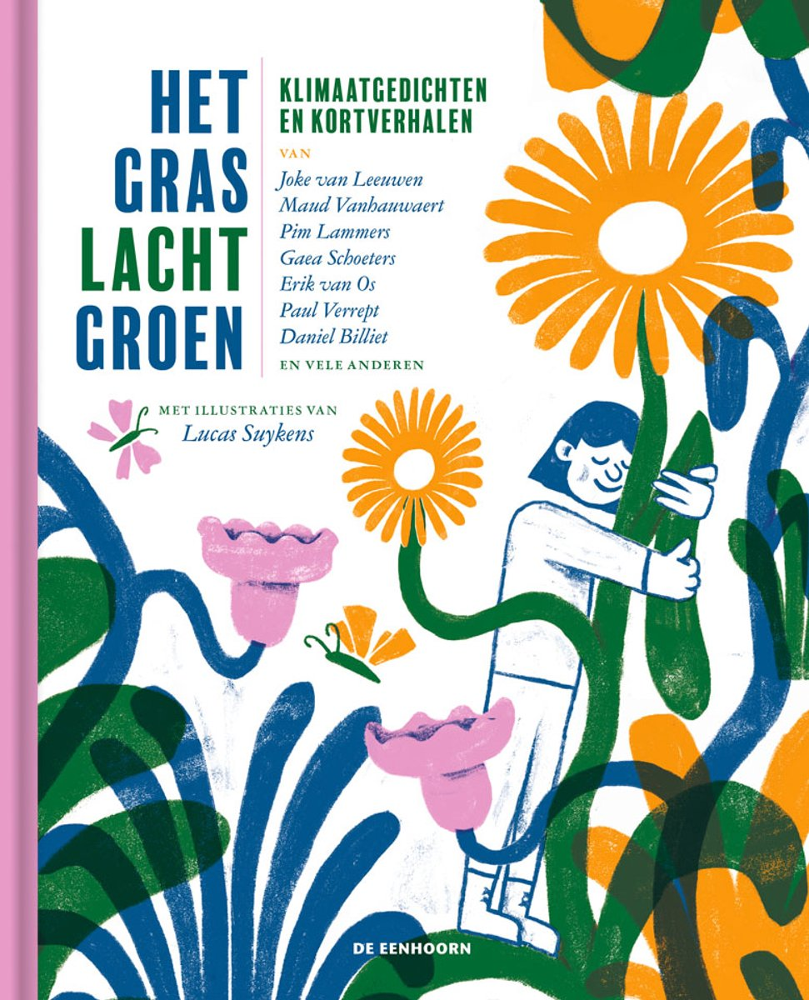 HET
GRAS
LACHT
GROEN
KLIMAATGEDICHTEN
EN KORTVERHALEN
VAN
Joke van Leeuwen
Maud Vanhauwaert
Pim Lammers
Gaea Schoeters
Erik van Os
Paul Verrept
Daniel Billiet
EN VELE ANDEREN
MET ILLUSTRATIES VAN
Lucas Suykens
DE EENHOORN